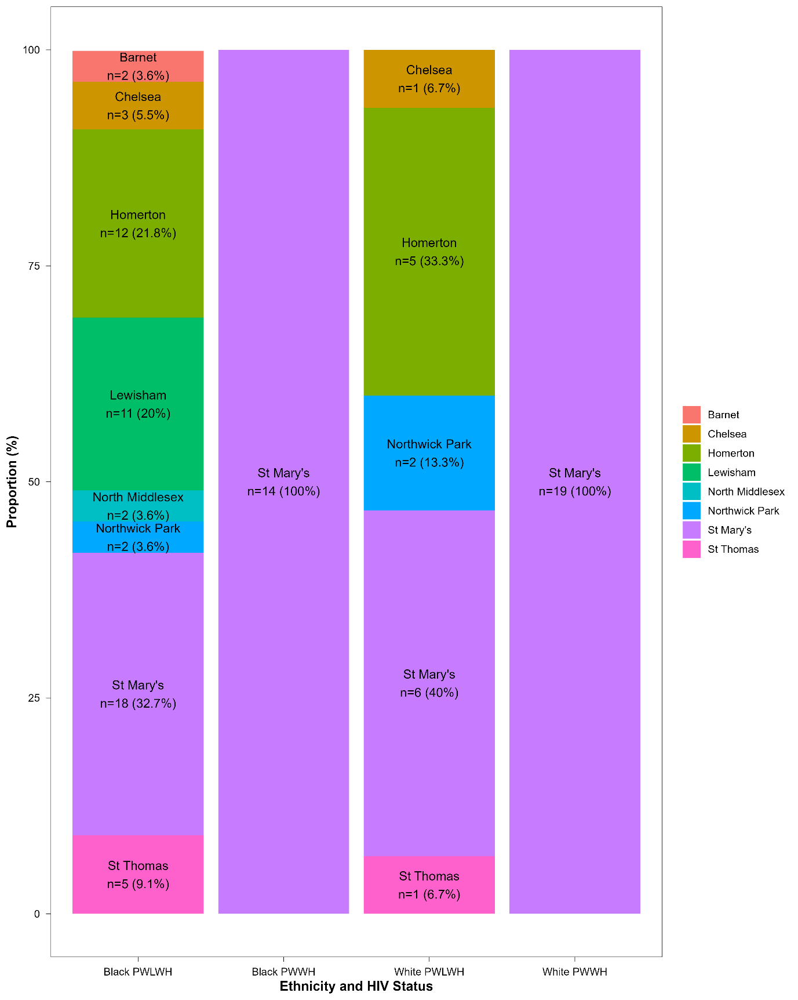 100
75
50
25
0
Proportion (%)
Barnet
n=2 (3.6%)
Chelsea
n=3 (5.5%)
Homerton
n=12 (21.8%)
Lewisham
n=11 (20%)
North Middlesex
n=2 (3.6%)
Northwick Park
n=2 (3.6%)
St Mary's
n=18 (32.7%)
St Thomas
n=5 (9.1%)
St Mary's
n=14 (100%)
Chelsea
n=1 (6.7%)
Homerton
n=5 (33.3%)
Northwick Park
n=2 (13.3%)
St Mary's
n=6 (40%)
St Thomas
n=1 (6.7%)
St Mary's
n=19 (100%)
Black PWLWH
Black PWWH
White PWLWH
White PWWH
Ethnicity and HIV Status
Barnet
Chelsea
Homerton
Lewisham
North Middlesex
Northwick Park
St Mary's
St Thomas